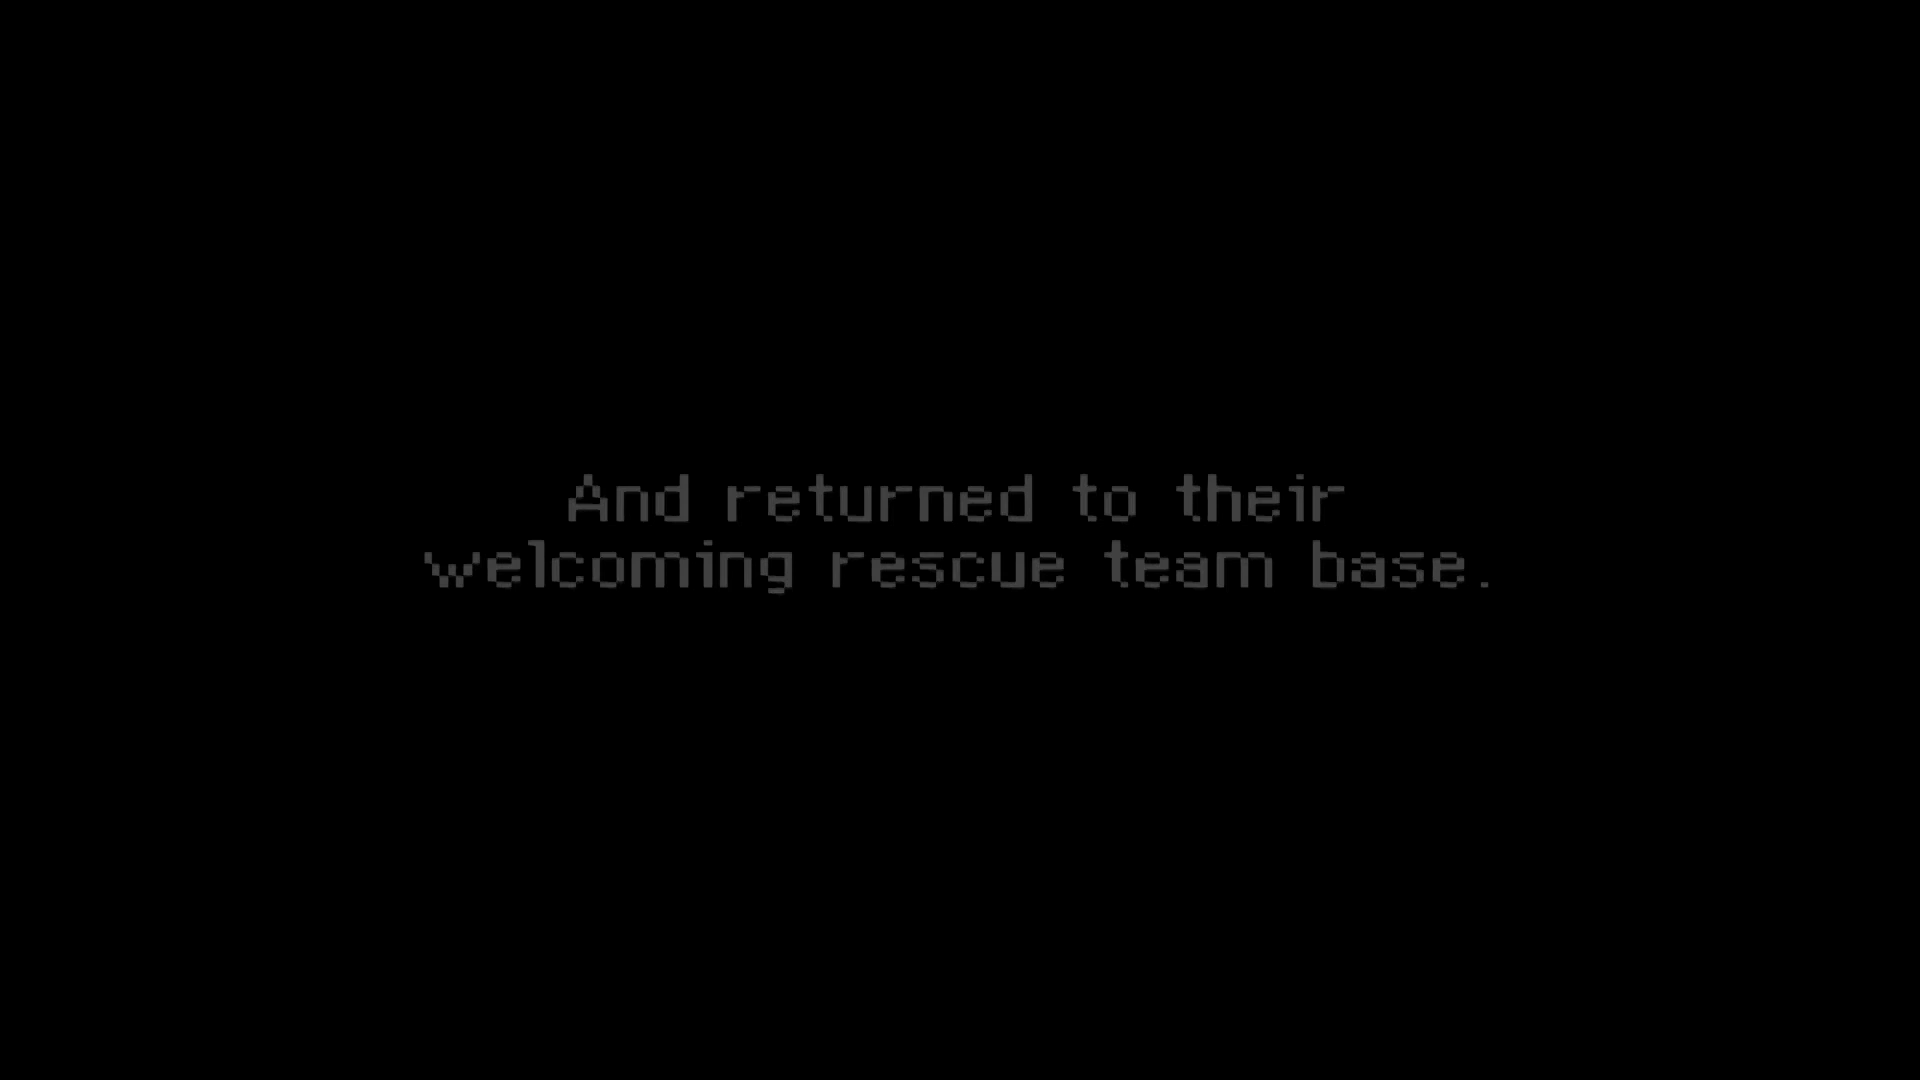 And returned to their
welcoming rescue team base.